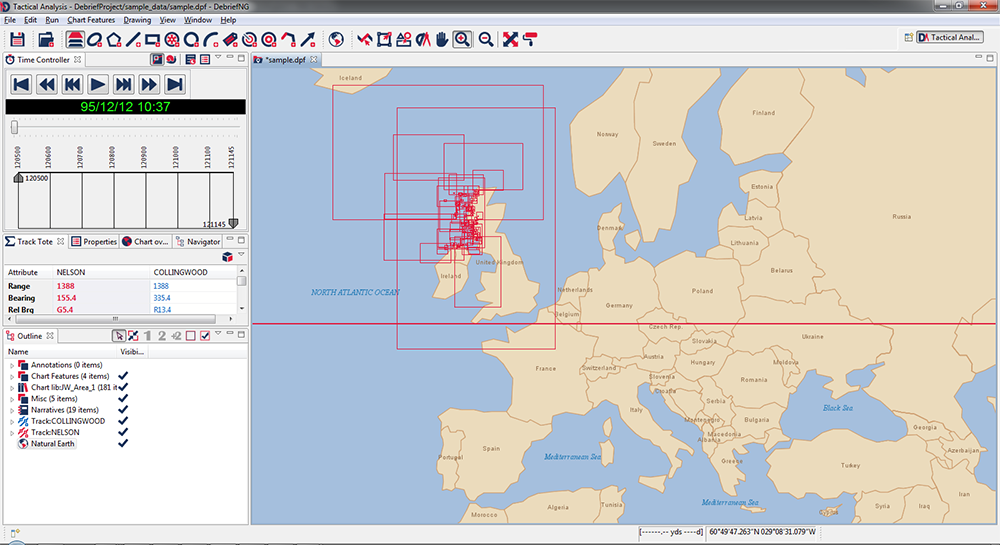 Tactical Analysis - DebriefProject/sample_data/sample.dpf - DebriefNG
File Edit Run Chart Features Drawing View Window Help
Tactical Anal...
Time Controller
*sample.dpf
95/12/12 10:37
120500 120600 120700 120800 120900 121000 121100 121145
120500
121145
Track Tote Properties Chart ov... Navigator
Attribute NELSON COLLINGWOOD
Range 1388 1388
Bearing 155.4 335.4
Rel Brg G5.4 R13.4
Outline
1 2 +2
Name Visibi...
Annotations (0 items)
Chart Features (4 items)
Chart lib:JW_Area_1 (181 it
Misc (5 items)
Narratives (19 items)
Track:COLLINGWOOD
Track:NELSON
Natural Earth
Iceland
Finland
Norway
Sweden
Estonia
Russia
Latvia
Denmark
Lithuania
United Kingdom
Belarus
Ireland
NORTH ATLANTIC OCEAN
Netherlands
Poland
Germany
Belgium
Czech Rep.
Ukraine
Slovakia
Austria
Moldova
France
Switzerland
Hungary
Slovenia
Romania
Croatia
Serbia
Black Sea
Italy
Montenegro
Bulgaria
Macedonia
Albania
Georgia
Spain
Portugal
Azerbaijan
Mediterranean Sea
Greece
Turkey
Iran
Mediterranean Sea
Cyprus
Syria
Iraq
Algeria
Tunisia
Morocco
[------.-- yds ----d] 60°49'47.263"N 029°08'31.079"W